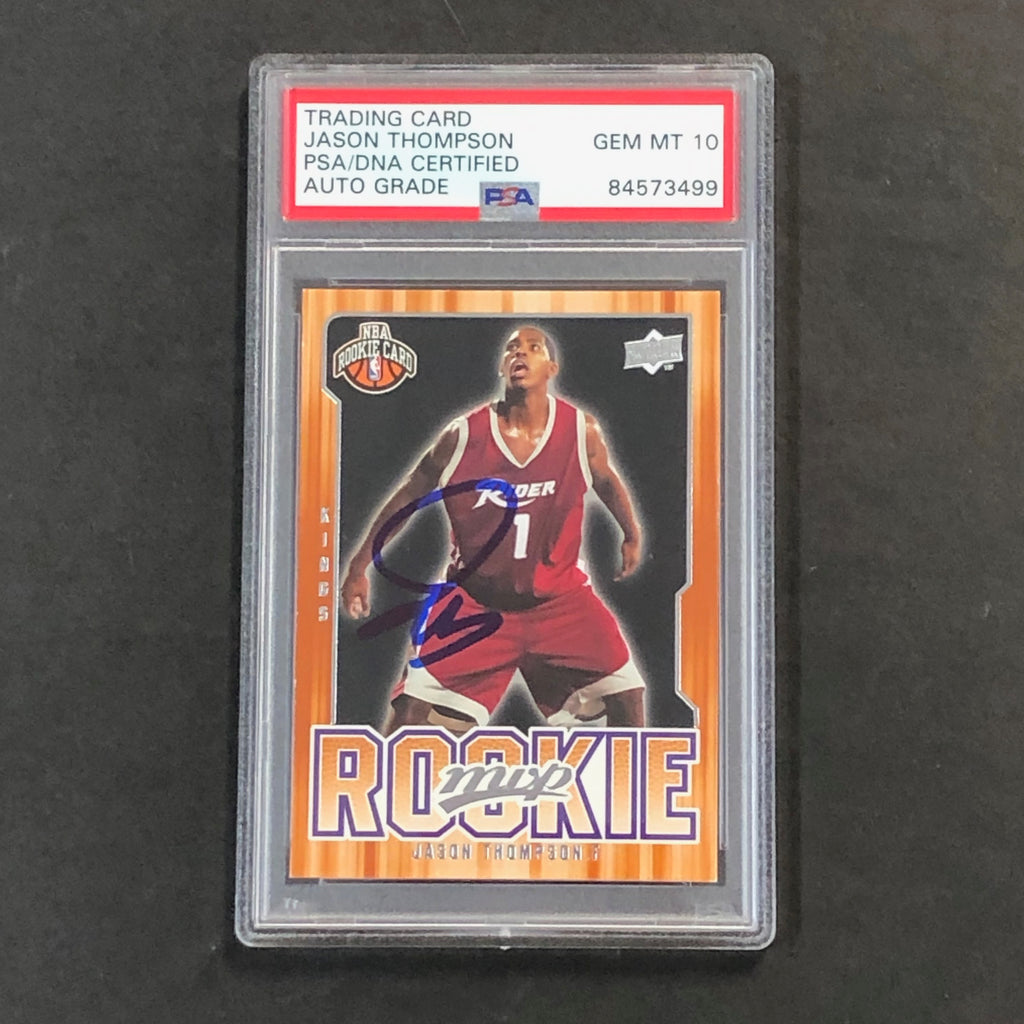 TRADING CARD
JASON THOMPSON
PSA/DNA CERTIFIED
AUTO GRADE
GEM MT 10
84573499
PSA
NBA
ROOKIE CARD
KINGS
RIDER
1
ROOKIE
mvp
JASON THOMPSON F